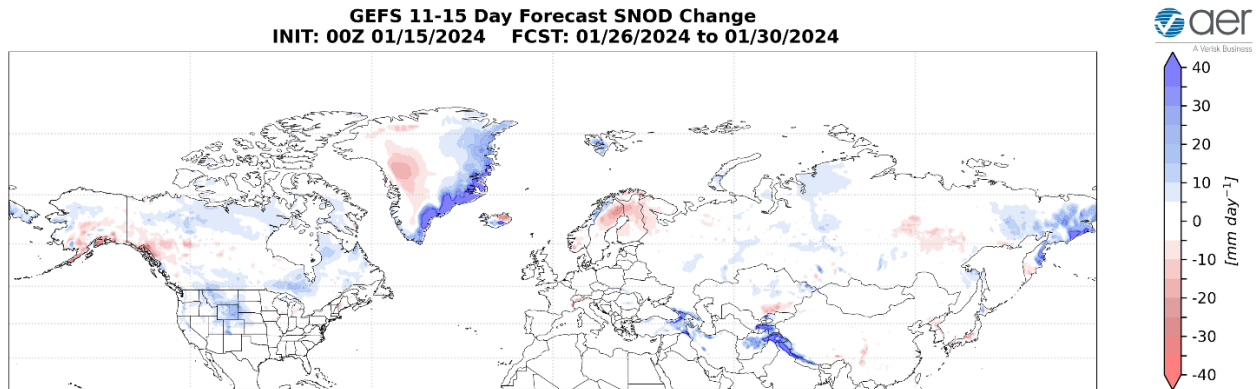 GEFS 11-15 Day Forecast SNOD Change
INIT: 00Z 01/15/2024 FCST: 01/26/2024 to 01/30/2024
aer
A Verisk Business
40
30
20
10
0
-10
-20
-30
-40
[mm day⁻¹]